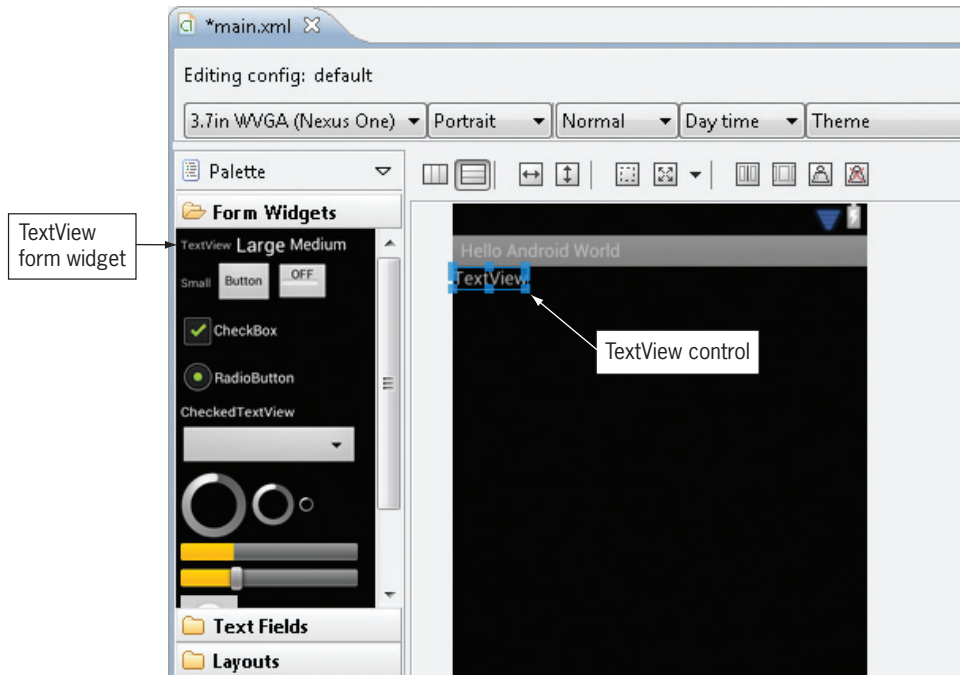 *main.xml
Editing config: default
3.7in WVGA (Nexus One) Portrait Normal Day time Theme
Palette
Form Widgets
TextView
form widget
TextView Large Medium
Small Button OFF
CheckBox
RadioButton
CheckedTextView
Text Fields
Layouts
Hello Android World
TextView
TextView control